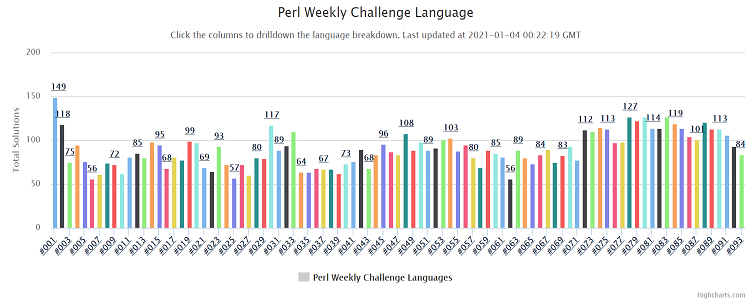 Perl Weekly Challenge Language
Click the columns to drilldown the language breakdown. Last updated at 2021-01-04 00:22:19 GMT
Total Solutions
200
150
100
50
0
149 118 75 56 72 85 95 68 99 69 93 57 80 117 89 64 67 73 68 95 108 89 103 80 85 56 89 83 83 112 113 127 114 119 101 112 105 84
#001 #003 #005 #007 #009 #011 #013 #015 #017 #019 #021 #023 #025 #027 #029 #031 #033 #035 #037 #039 #041 #043 #045 #047 #049 #051 #053 #055 #057 #059 #061 #063 #065 #067 #069 #071 #073 #075 #077 #079 #081 #083 #085 #087 #089 #091 #093
Perl Weekly Challenge Languages
Highcharts.com